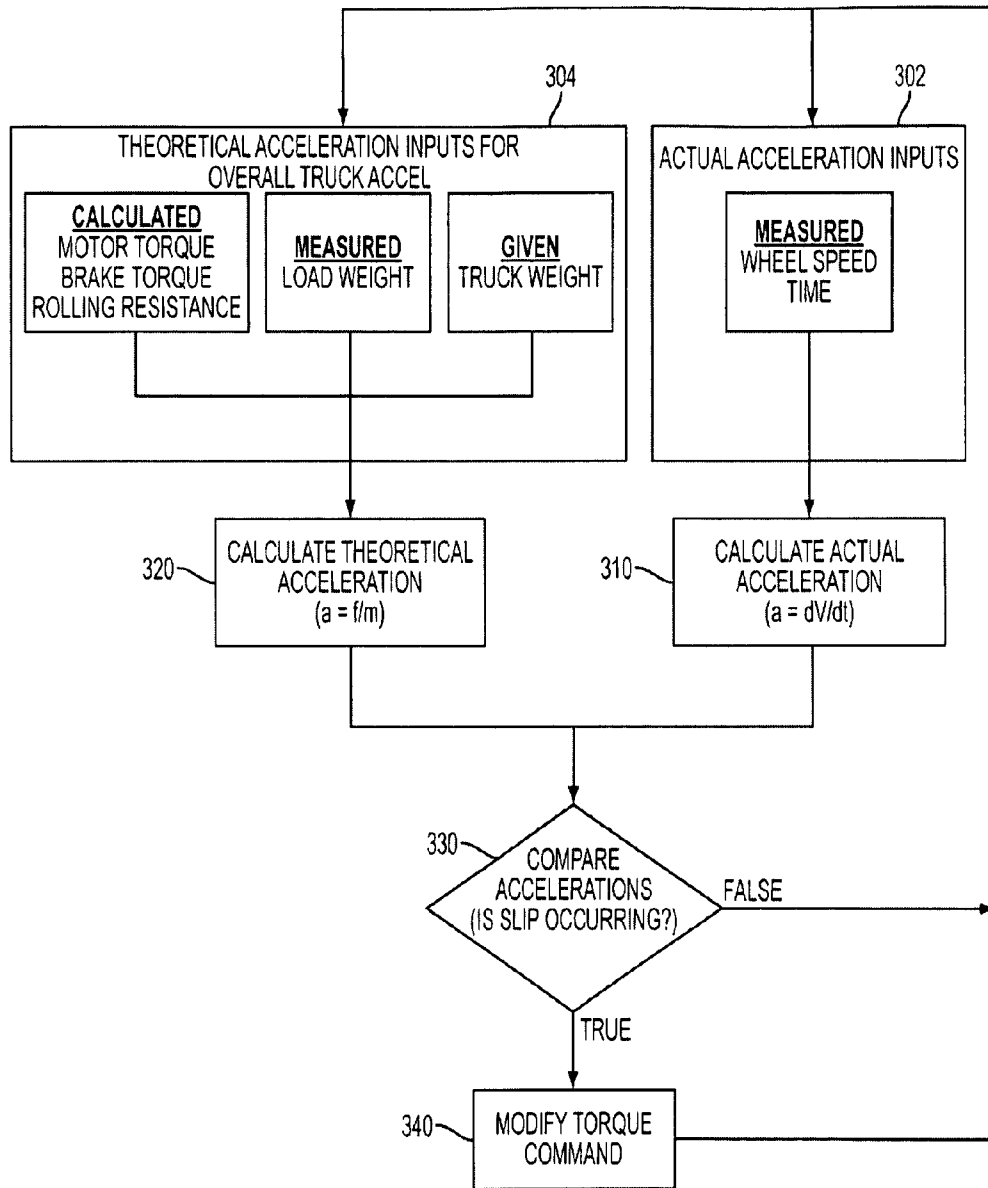 304
302
THEORETICAL ACCELERATION INPUTS FOR
OVERALL TRUCK ACCEL
CALCULATED
MOTOR TORQUE
BRAKE TORQUE
ROLLING RESISTANCE
MEASURED
LOAD WEIGHT
GIVEN
TRUCK WEIGHT
ACTUAL ACCELERATION INPUTS
MEASURED
WHEEL SPEED
TIME
320
CALCULATE THEORETICAL
ACCELERATION
(a = f/m)
310
CALCULATE ACTUAL
ACCELERATION
(a = dV/dt)
330
COMPARE
ACCELERATIONS
(IS SLIP OCCURRING?)
FALSE
TRUE
340
MODIFY TORQUE
COMMAND